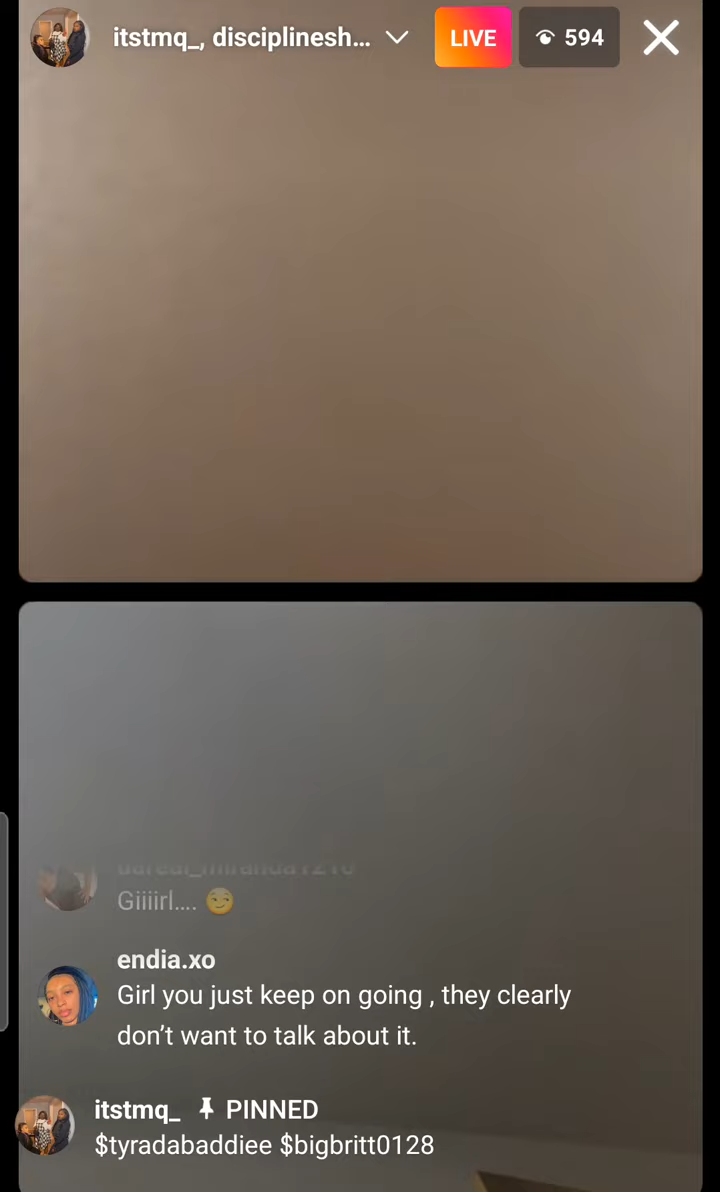 itstmq_, disciplinesh...
LIVE
594
Giiiirl.... 😏
endia.xo
Girl you just keep on going , they clearly
don’t want to talk about it.
itstmq_ PINNED
$tyradabaddiee $bigbritt0128